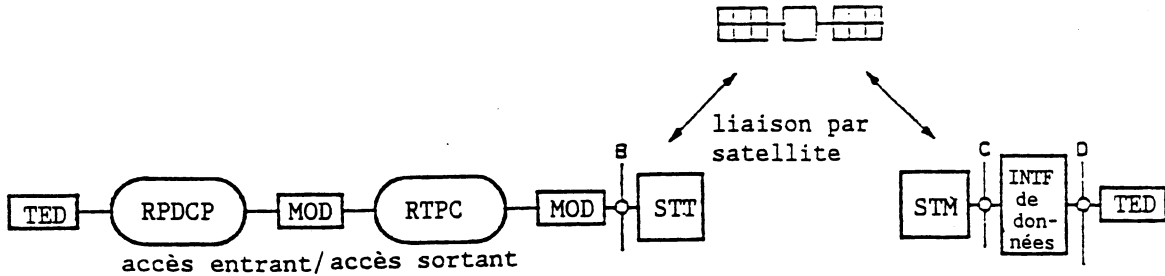 liaison par
satellite
B
C
D
TED
RPDCP
MOD
RTPC
MOD
STT
STM
INTF
de
don-
nées
TED
accès entrant/accès sortant